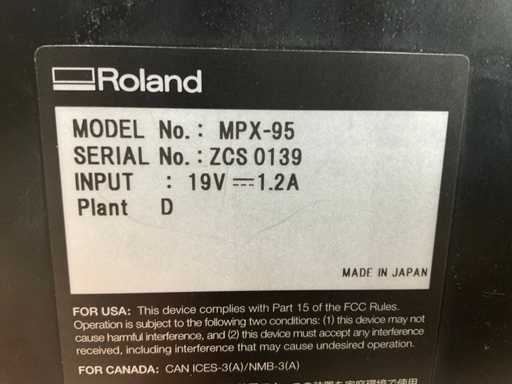 Roland
MODEL No. : MPX-95
SERIAL No. : ZCS 0139
INPUT : 19V⎓1.2A
Plant D
MADE IN JAPAN
FOR USA: This device complies with Part 15 of the FCC Rules.
Operation is subject to the following two conditions: (1) this device may not
cause harmful interference, and (2) this device must accept any interference
received, including interference that may cause undesired operation.
FOR CANADA: CAN ICES-3(A)/NMB-3(A)